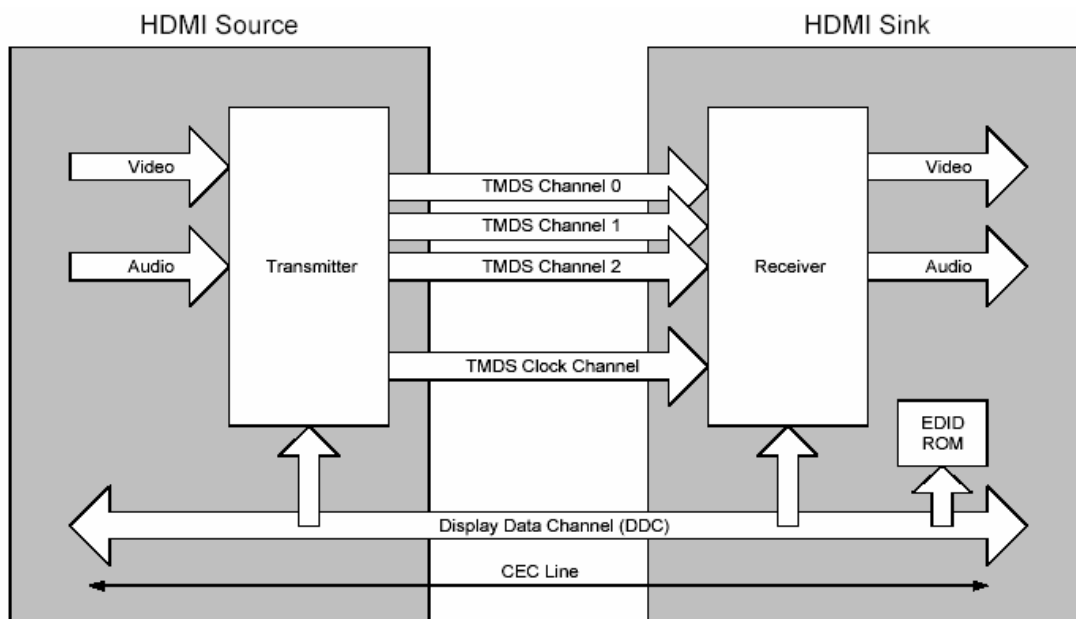 HDMI Source
HDMI Sink
Video
Audio
Transmitter
TMDS Channel 0
TMDS Channel 1
TMDS Channel 2
TMDS Clock Channel
Receiver
Video
Audio
EDID
ROM
Display Data Channel (DDC)
CEC Line